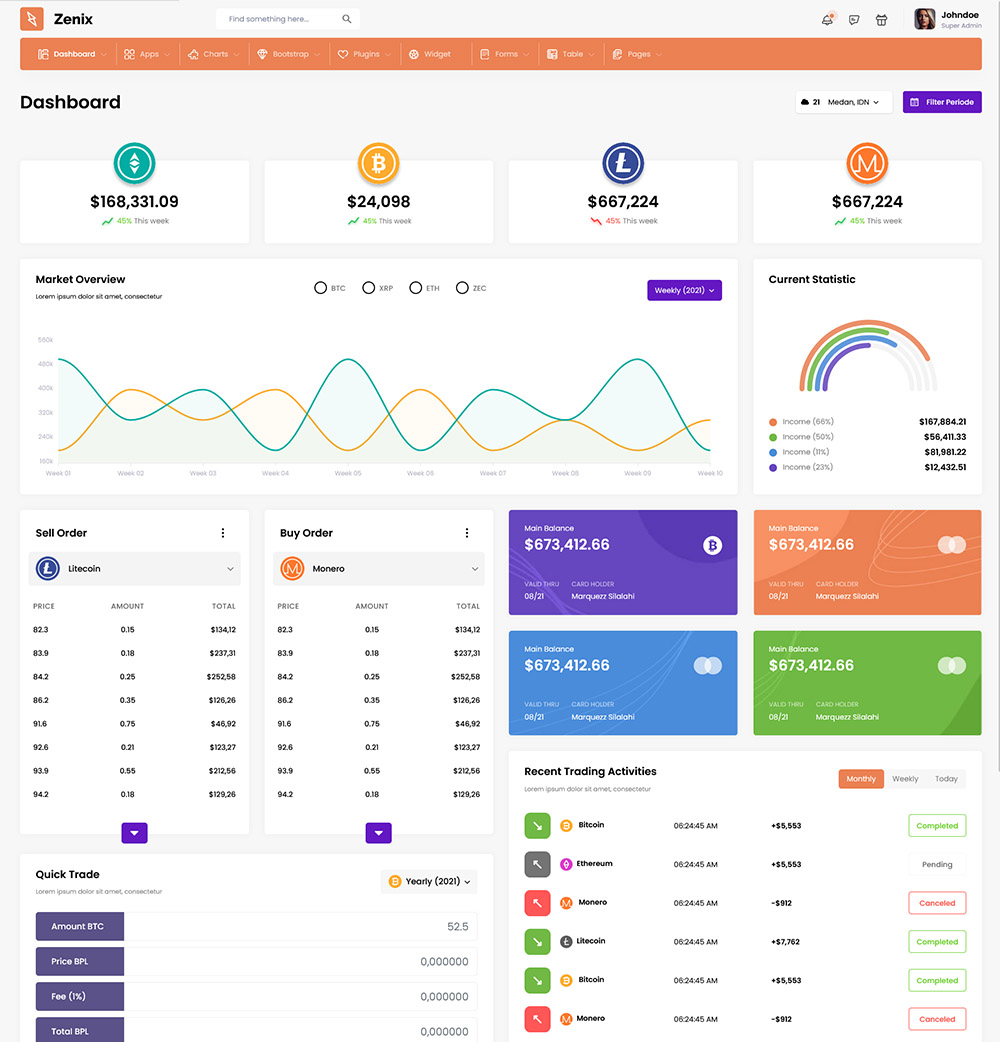 Zenix
Find something here...
Johndoe
Super Admin
Dashboard Apps Charts Bootstrap Plugins Widget Forms Table Pages
Dashboard
21 Medan, IDN
Filter Periode
$168,331.09
45% This week
$24,098
45% This week
$667,224
45% This week
$667,224
45% This week
Market Overview
Lorem ipsum dolor sit amet, consectetur
BTC XRP ETH ZEC
Weekly (2021)
560k
480k
400k
320k
240k
160k
Week 01 Week 02 Week 03 Week 04 Week 05 Week 06 Week 07 Week 08 Week 09 Week 10
Current Statistic
Income (66%) $167,884.21
Income (50%) $56,411.33
Income (11%) $81,981.22
Income (23%) $12,432.51
Sell Order
Litecoin
PRICE AMOUNT TOTAL
82.3 0.15 $134,12
83.9 0.18 $237,31
84.2 0.25 $252,58
86.2 0.35 $126,26
91.6 0.75 $46,92
92.6 0.21 $123,27
93.9 0.55 $212,56
94.2 0.18 $129,26
Buy Order
Monero
PRICE AMOUNT TOTAL
82.3 0.15 $134,12
83.9 0.18 $237,31
84.2 0.25 $252,58
86.2 0.35 $126,26
91.6 0.75 $46,92
92.6 0.21 $123,27
93.9 0.55 $212,56
94.2 0.18 $129,26
Main Balance
$673,412.66
VALID THRU CARD HOLDER
08/21 Marquezz Silalahi
Main Balance
$673,412.66
VALID THRU CARD HOLDER
08/21 Marquezz Silalahi
Main Balance
$673,412.66
VALID THRU CARD HOLDER
08/21 Marquezz Silalahi
Main Balance
$673,412.66
VALID THRU CARD HOLDER
08/21 Marquezz Silalahi
Quick Trade
Lorem ipsum dolor sit amet, consectetur
Yearly (2021)
Amount BTC 52.5
Price BPL 0,000000
Fee (1%) 0,000000
Total BPL 0,000000
Recent Trading Activities
Lorem ipsum dolor sit amet, consectetur
Monthly Weekly Today
Bitcoin 06:24:45 AM +$5,553 Completed
Ethereum 06:24:45 AM +$5,553 Pending
Monero 06:24:45 AM -$912 Canceled
Litecoin 06:24:45 AM +$7,762 Completed
Bitcoin 06:24:45 AM +$5,553 Completed
Monero 06:24:45 AM -$912 Canceled